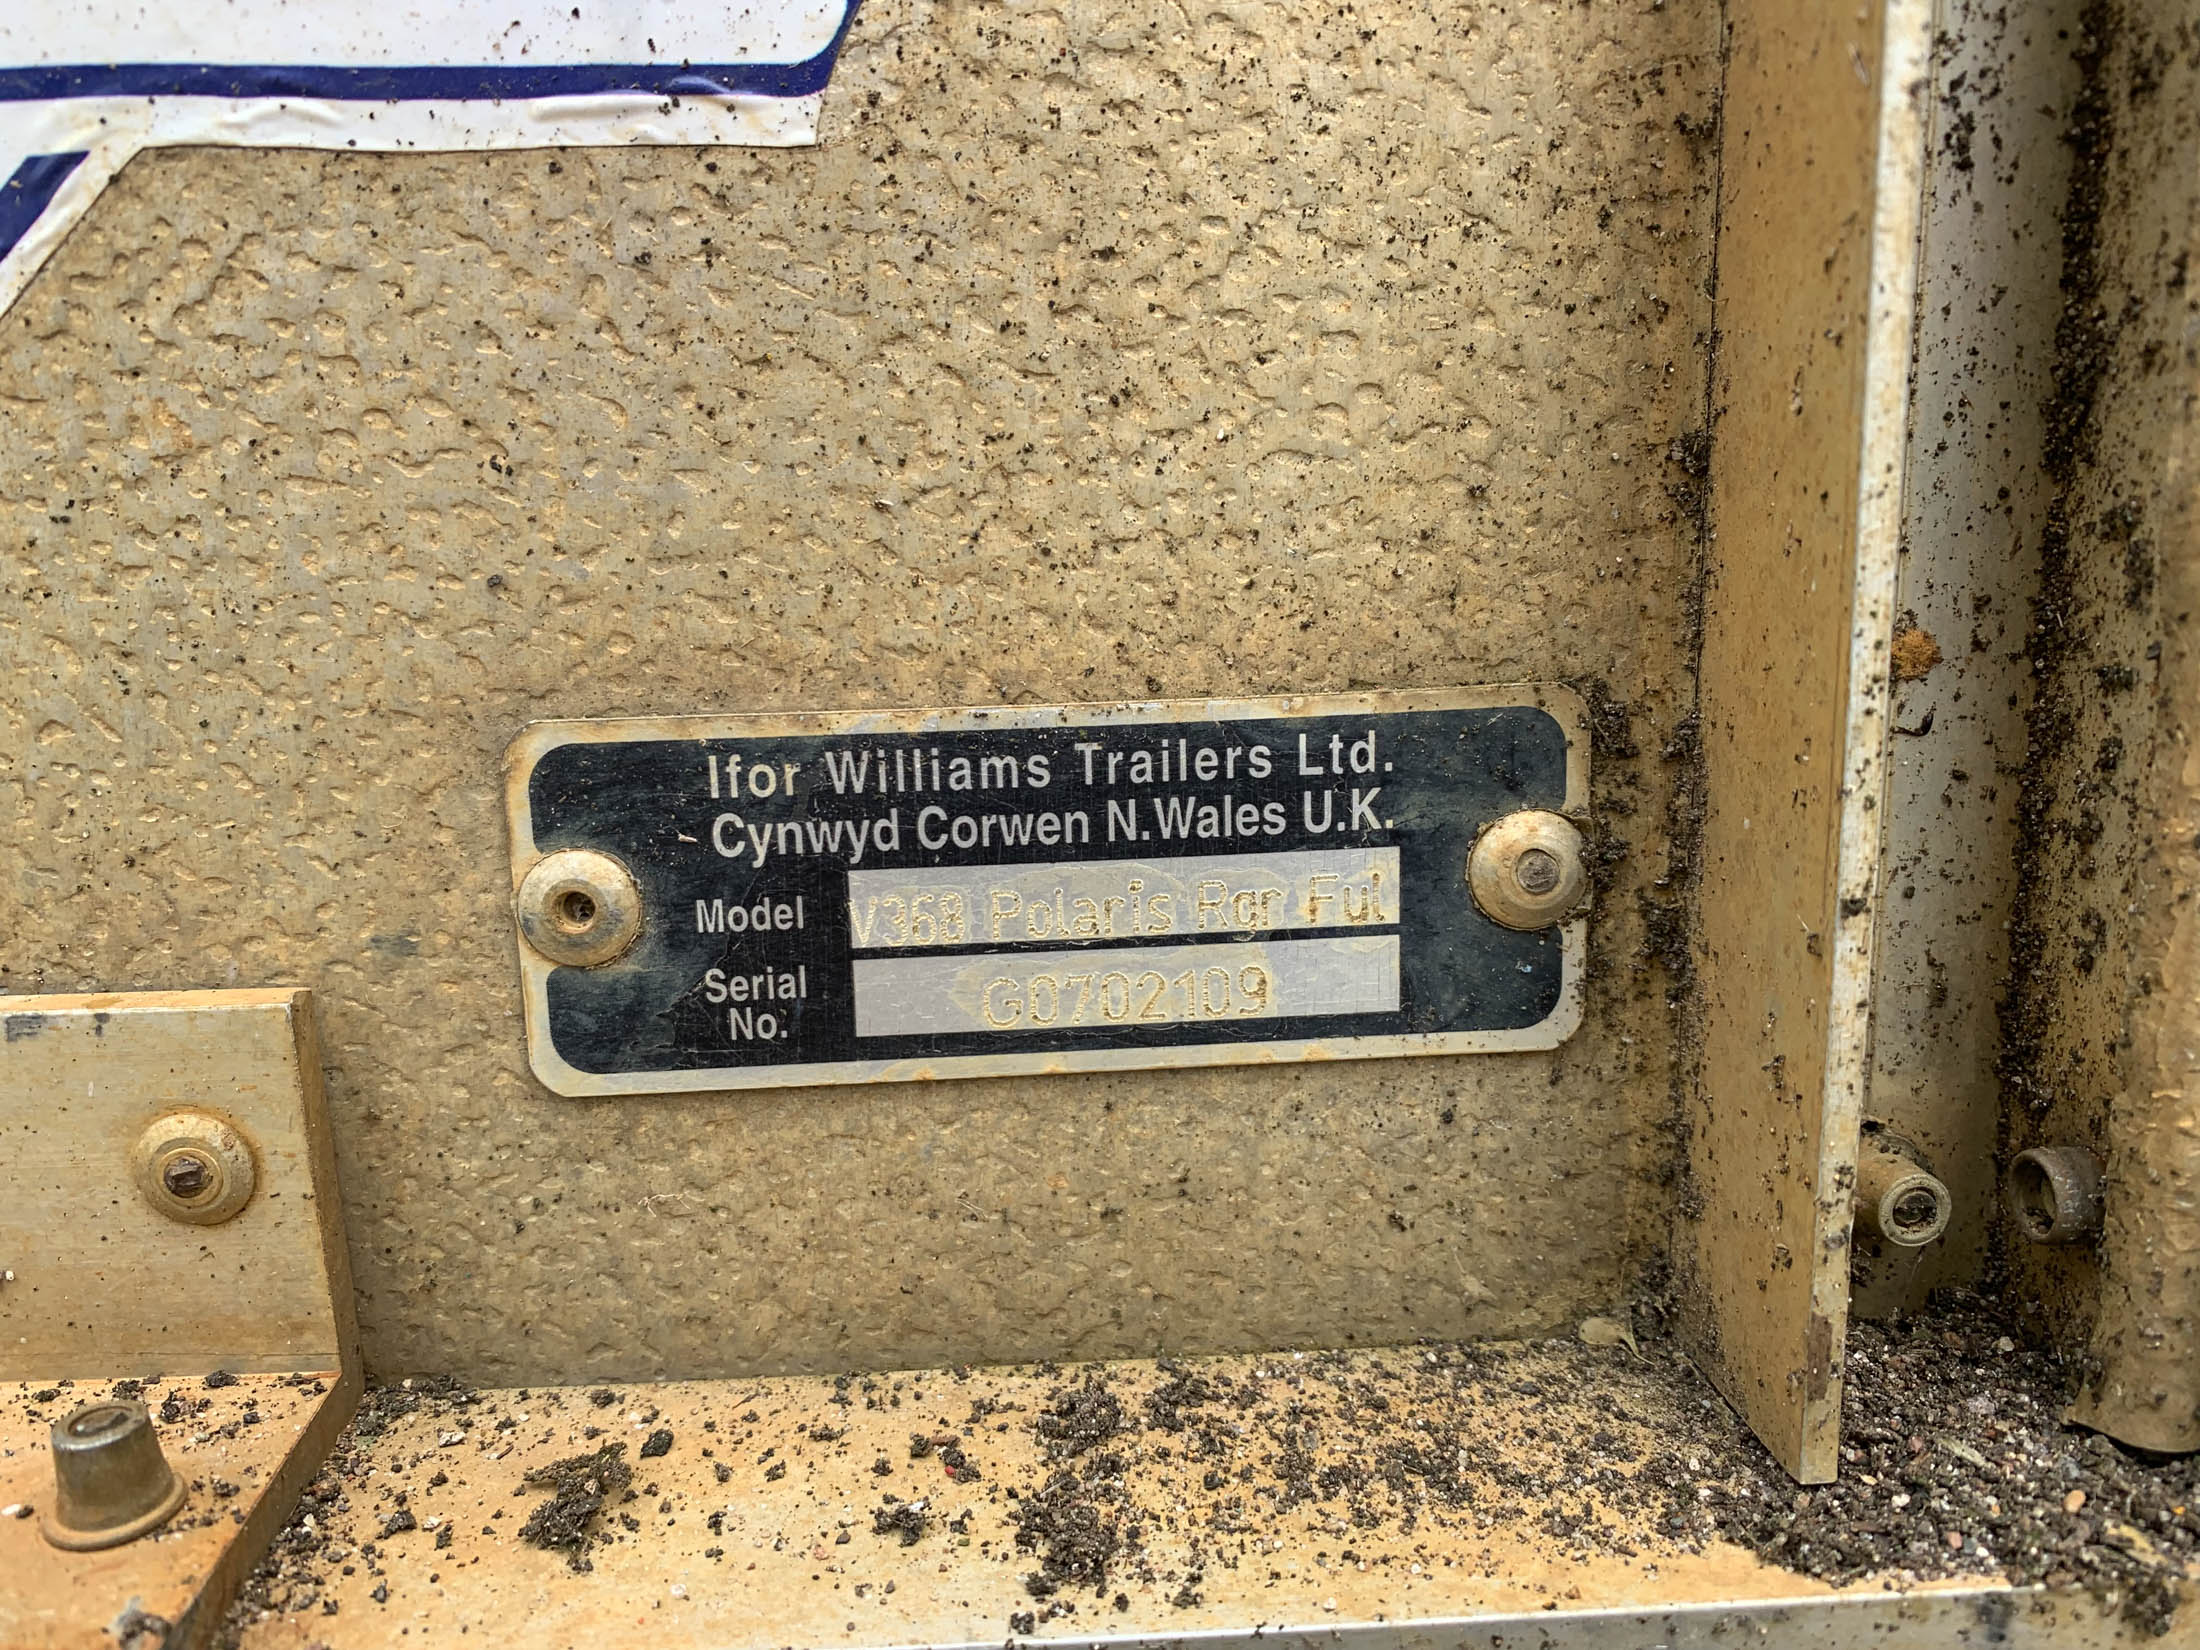 Ifor Williams Trailers Ltd.
Cynwyd Corwen N.Wales U.K.
Model V368 Polaris Rgr Ful
Serial No. G0702109